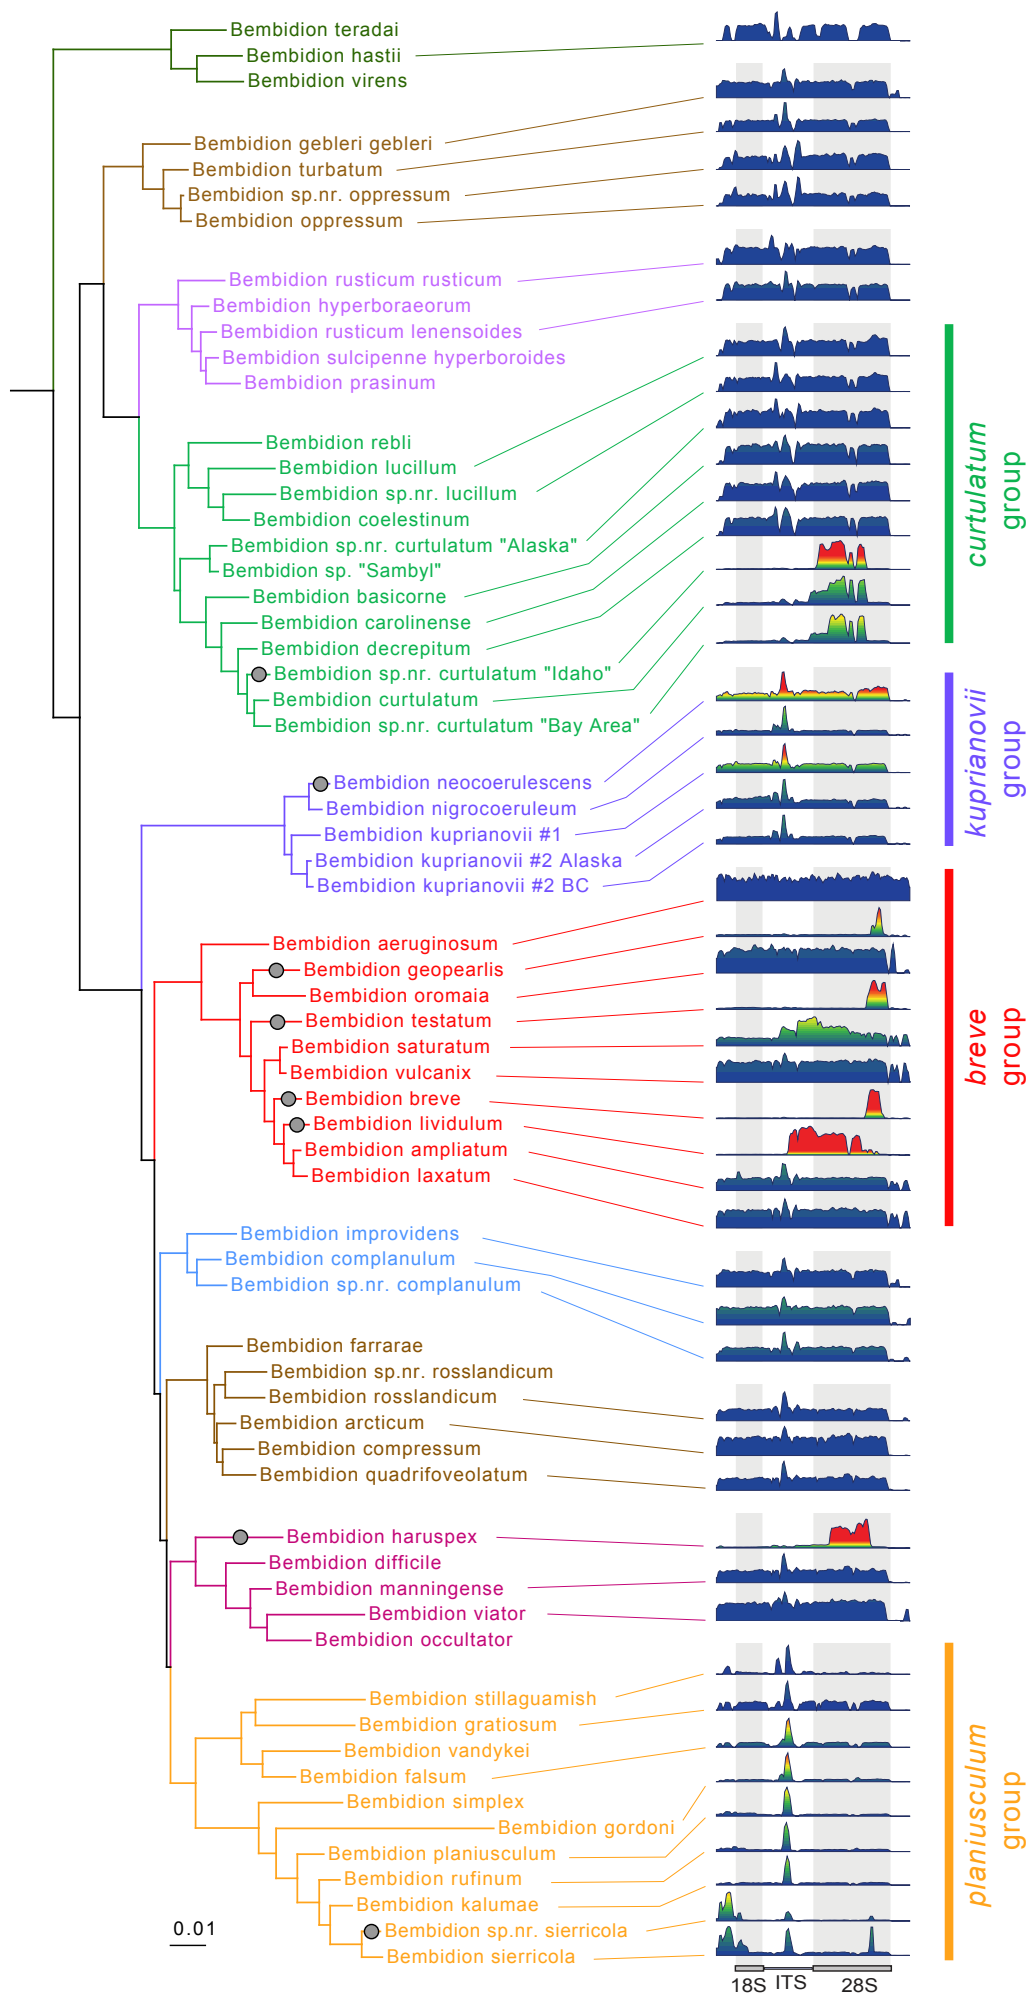 Bembidion teradai
Bembidion hastii
Bembidion virens
Bembidion gebleri gebleri
Bembidion turbatum
Bembidion sp.nr. oppressum
Bembidion oppressum
Bembidion rusticum rusticum
Bembidion hyperboraeorum
Bembidion rusticum lenensoides
Bembidion sulcipenne hyperboroides
Bembidion prasinum
Bembidion rebli
Bembidion lucillum
Bembidion sp.nr. lucillum
Bembidion coelestinum
Bembidion sp.nr. curtulatum "Alaska"
Bembidion sp. "Sambyl"
Bembidion basicorne
Bembidion carolinense
Bembidion decrepitum
Bembidion sp.nr. curtulatum "Idaho"
Bembidion curtulatum
Bembidion sp.nr. curtulatum "Bay Area"
curtulatum
group
Bembidion neocoerulescens
Bembidion nigrocoeruleum
Bembidion kuprianovii #1
Bembidion kuprianovii #2 Alaska
Bembidion kuprianovii #2 BC
kuprianovii
group
Bembidion aeruginosum
Bembidion geopearlis
Bembidion oromaia
Bembidion testatum
Bembidion saturatum
Bembidion vulcanix
Bembidion breve
Bembidion lividulum
Bembidion ampliatum
Bembidion laxatum
breve
group
Bembidion improvidens
Bembidion complanulum
Bembidion sp.nr. complanulum
Bembidion farrarae
Bembidion sp.nr. rosslandicum
Bembidion rosslandicum
Bembidion arcticum
Bembidion compressum
Bembidion quadrifoveolatum
Bembidion haruspex
Bembidion difficile
Bembidion manningense
Bembidion viator
Bembidion occultator
Bembidion stillaguamish
Bembidion gratiosum
Bembidion vandykei
Bembidion falsum
Bembidion simplex
Bembidion gordoni
Bembidion planiusculum
Bembidion rufinum
Bembidion kalumae
Bembidion sp.nr. sierricola
Bembidion sierricola
planiusculum
group
0.01
18S ITS 28S